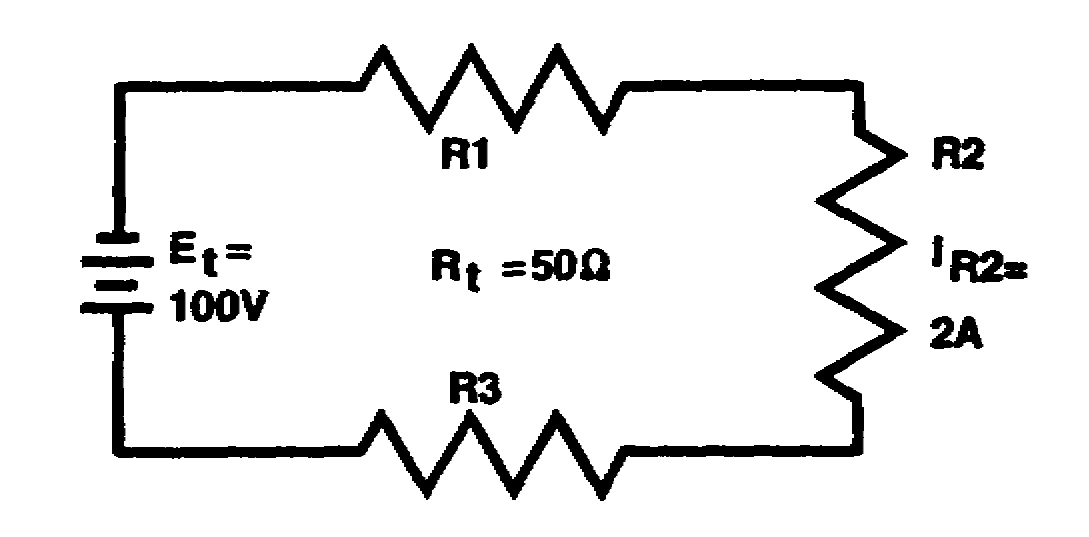 R1
R2
Et=
100V
Rt =50Ω
IR2=
2A
R3